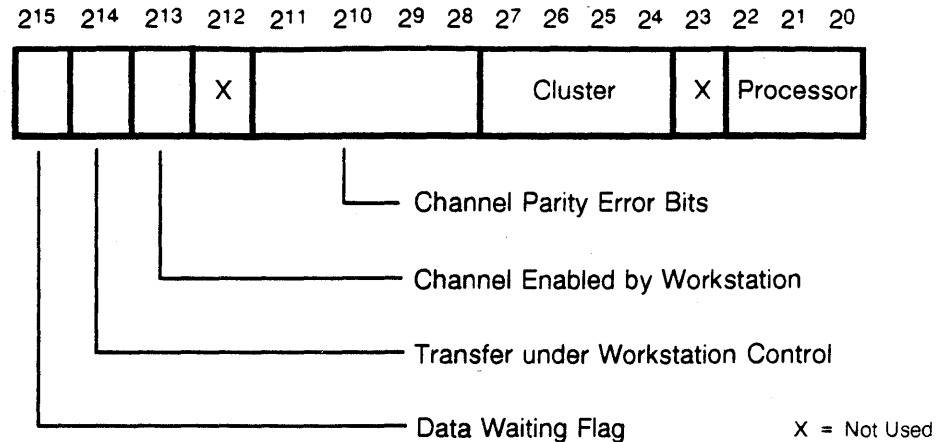 2¹⁵ 2¹⁴ 2¹³ 2¹² 2¹¹ 2¹⁰ 2⁹ 2⁸ 2⁷ 2⁶ 2⁵ 2⁴ 2³ 2² 2¹ 2⁰
X Cluster X Processor
Channel Parity Error Bits
Channel Enabled by Workstation
Transfer under Workstation Control
Data Waiting Flag
X = Not Used